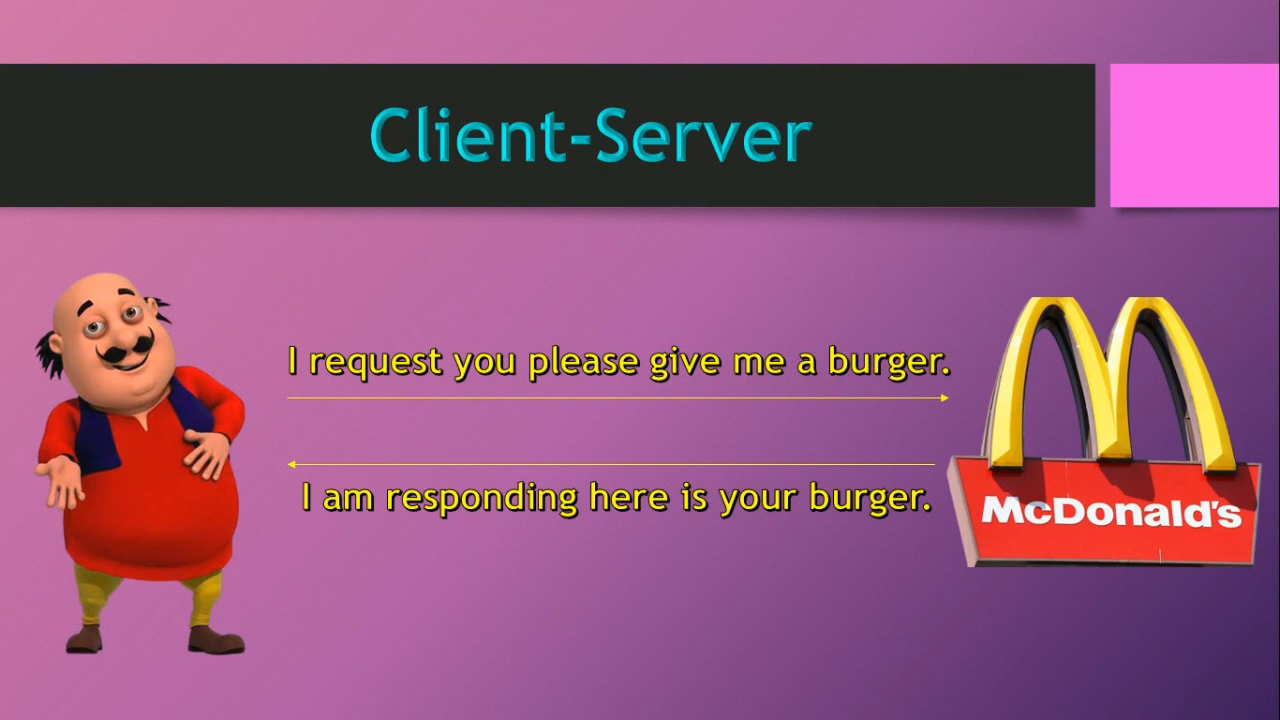 Client-Server
I request you please give me a burger.
I am responding here is your burger.
McDonald's